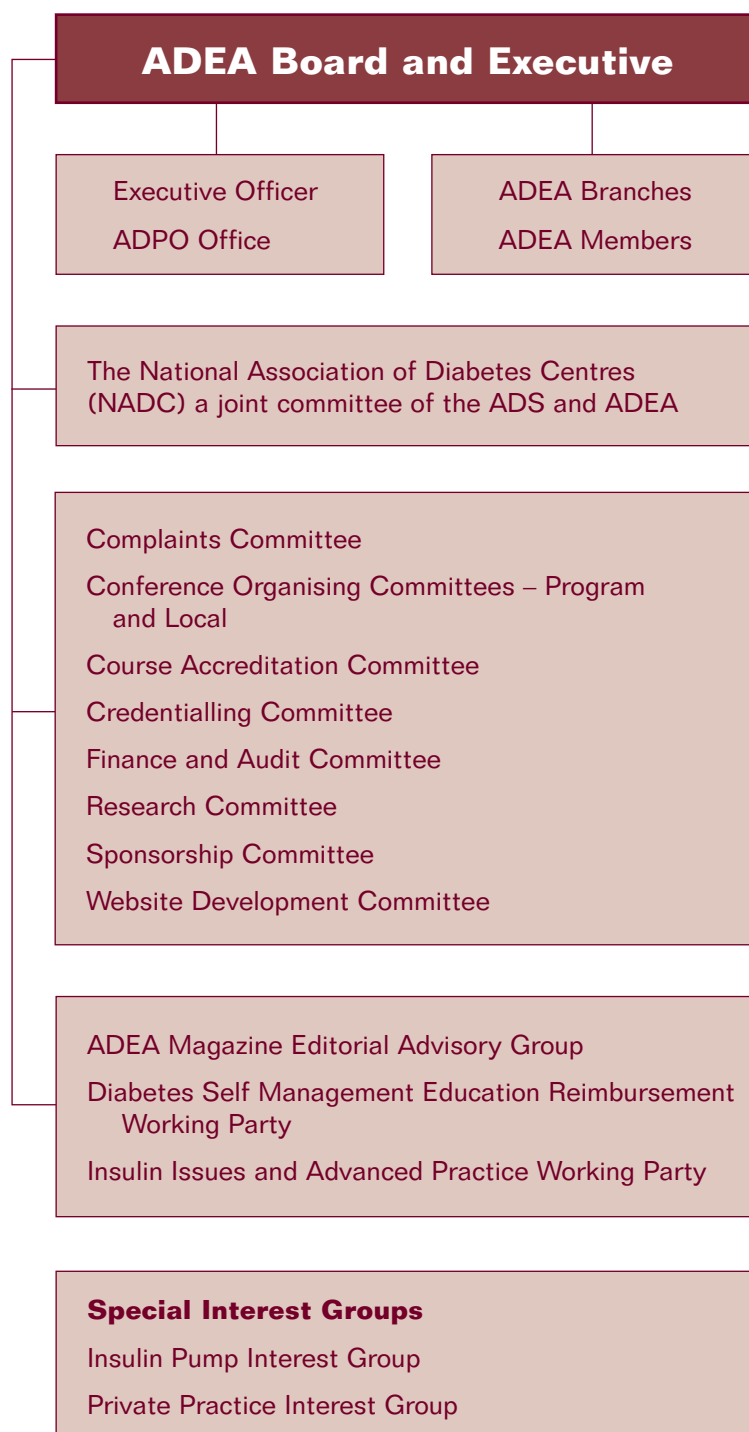 ADEA Board and Executive
Executive Officer
ADPO Office
ADEA Branches
ADEA Members
The National Association of Diabetes Centres
(NADC) a joint committee of the ADS and ADEA
Complaints Committee
Conference Organising Committees – Program
and Local
Course Accreditation Committee
Credentialling Committee
Finance and Audit Committee
Research Committee
Sponsorship Committee
Website Development Committee
ADEA Magazine Editorial Advisory Group
Diabetes Self Management Education Reimbursement
Working Party
Insulin Issues and Advanced Practice Working Party
Special Interest Groups
Insulin Pump Interest Group
Private Practice Interest Group